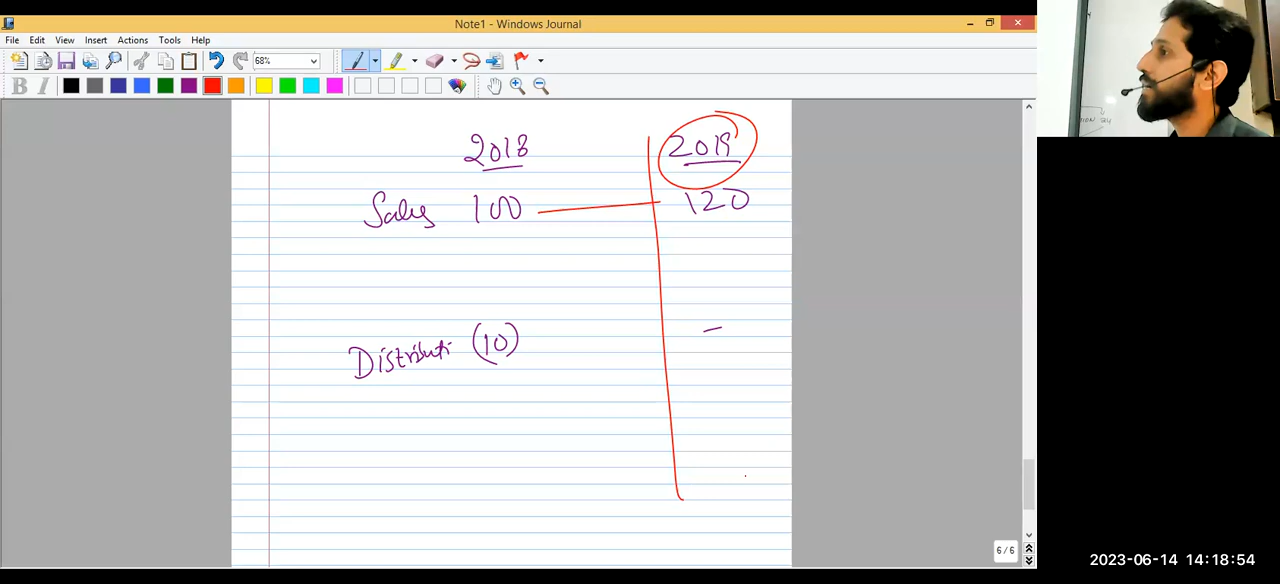 Note1 - Windows Journal
File Edit View Insert Actions Tools Help
68%
B I
2018 2019
Sales 100 120
Distributi (10) –
6 / 6
2023-06-14 14:18:54